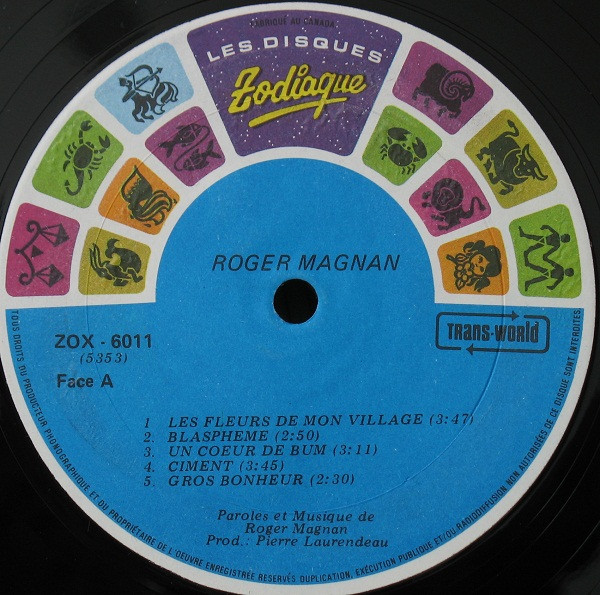 FABRIQUÉ AU CANADA
LES DISQUES
Zodiaque
ROGER MAGNAN
ZOX - 6011
(5353)
Face A
TRANS-WORLD
1 LES FLEURS DE MON VILLAGE (3:47)
2. BLASPHEME (2:50)
3. UN COEUR DE BUM (3:11)
4. CIMENT (3:45)
5. GROS BONHEUR (2:30)
Paroles et Musique de
Roger Magnan
Prod.: Pierre Laurendeau
TOUS DROITS DU PRODUCTEUR PHONOGRAPHIQUE ET DU PROPRIÉTAIRE DE L'OEUVRE ENREGISTRÉE RESERVÉS DUPLICATION, EXÉCUTION PUBLIQUE ET/OU RADIODIFFUSION NON AUTORISÉES DE CE DISQUE SONT INTERDITES